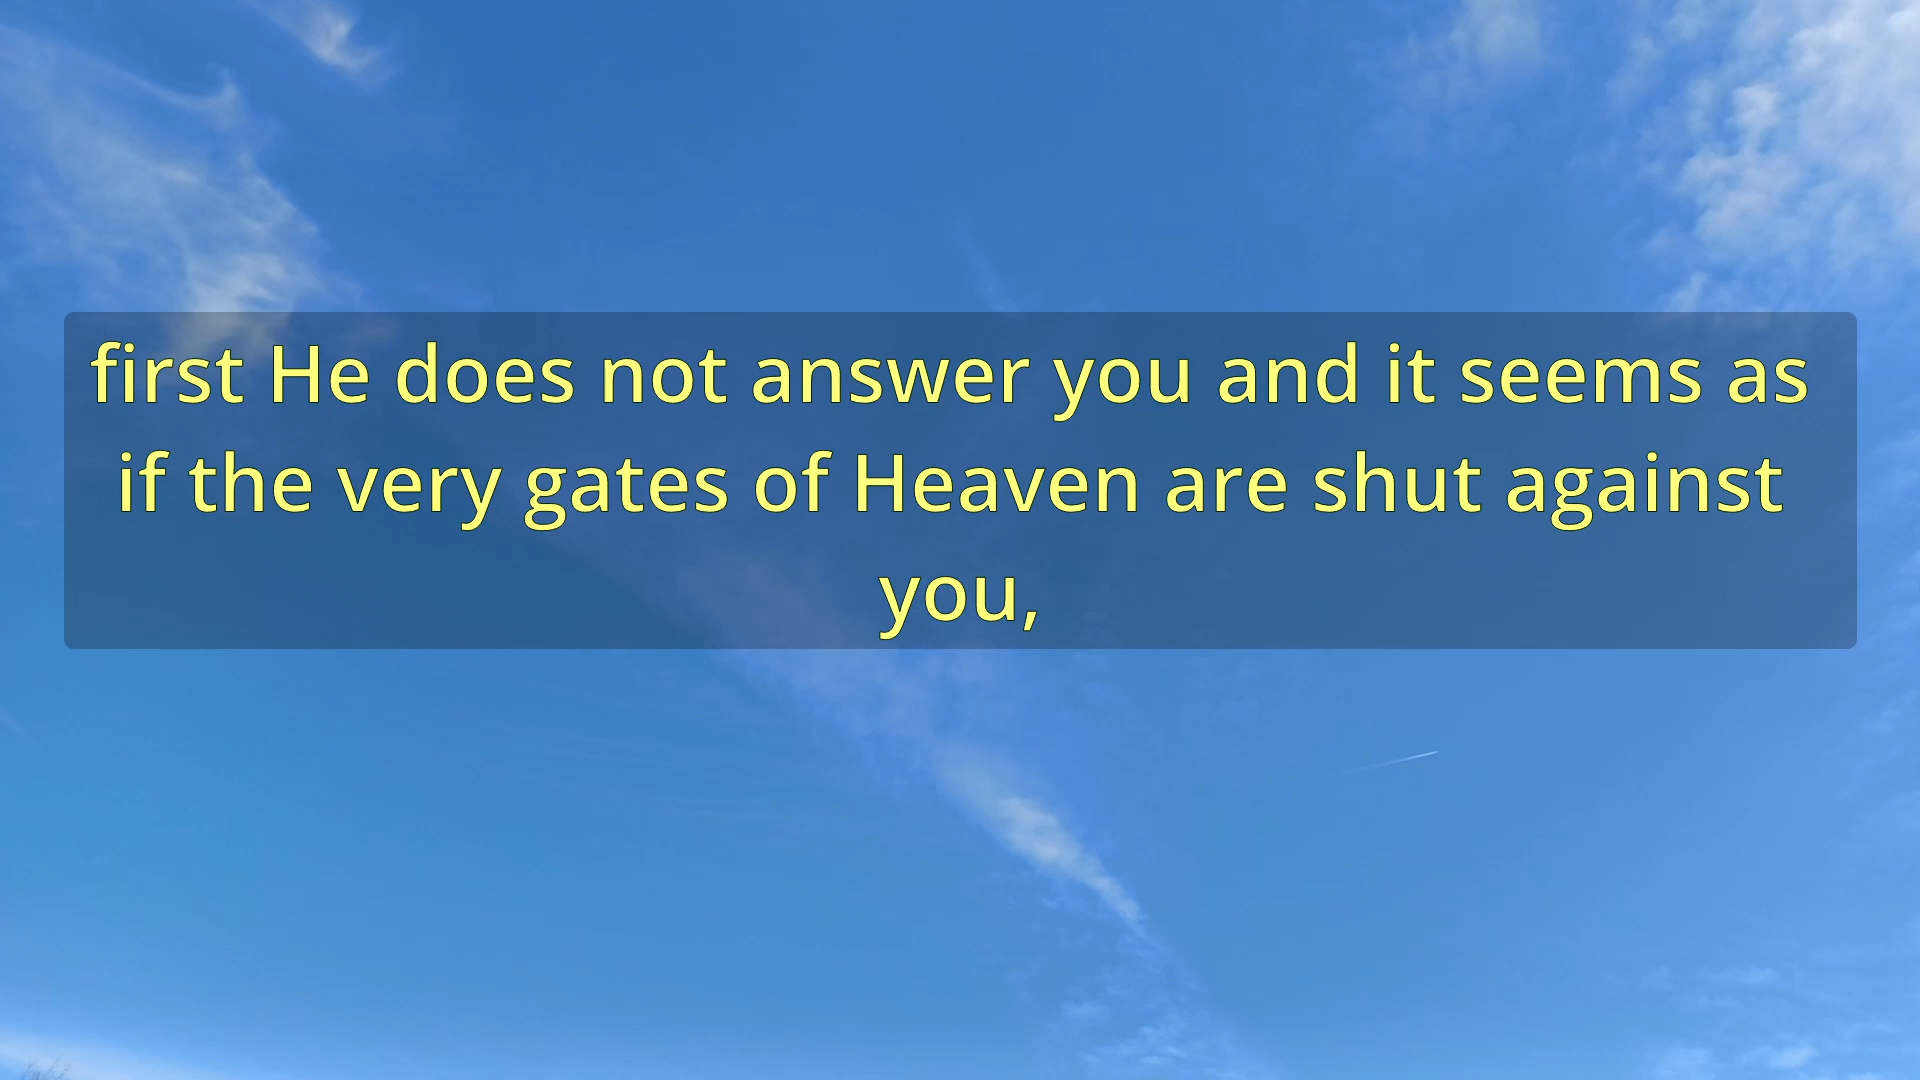 first He does not answer you and it seems as
if the very gates of Heaven are shut against
you,